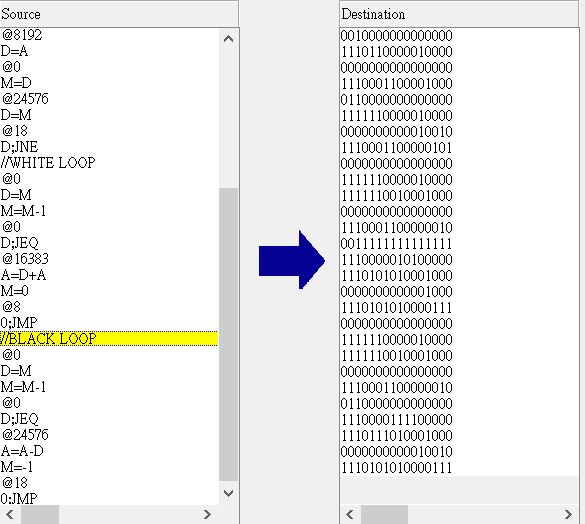 Source
@8192
D=A
@0
M=D
@24576
D=M
@18
D;JNE
//WHITE LOOP
@0
D=M
M=M-1
@0
D;JEQ
@16383
A=D+A
M=0
@8
0;JMP
//BLACK LOOP
@0
D=M
M=M-1
@0
D;JEQ
@24576
A=A-D
M=-1
@18
0;JMP
Destination
0010000000000000
1110110000010000
0000000000000000
1110001100001000
0110000000000000
1111110000010000
0000000000010010
1110001100000101
0000000000000000
1111110000010000
1111110010001000
0000000000000000
1110001100000010
0011111111111111
1110000010100000
1110101010001000
0000000000001000
1110101010000111
0000000000000000
1111110000010000
1111110010001000
0000000000000000
1110001100000010
0110000000000000
1110000111100000
1110111010001000
0000000000010010
1110101010000111